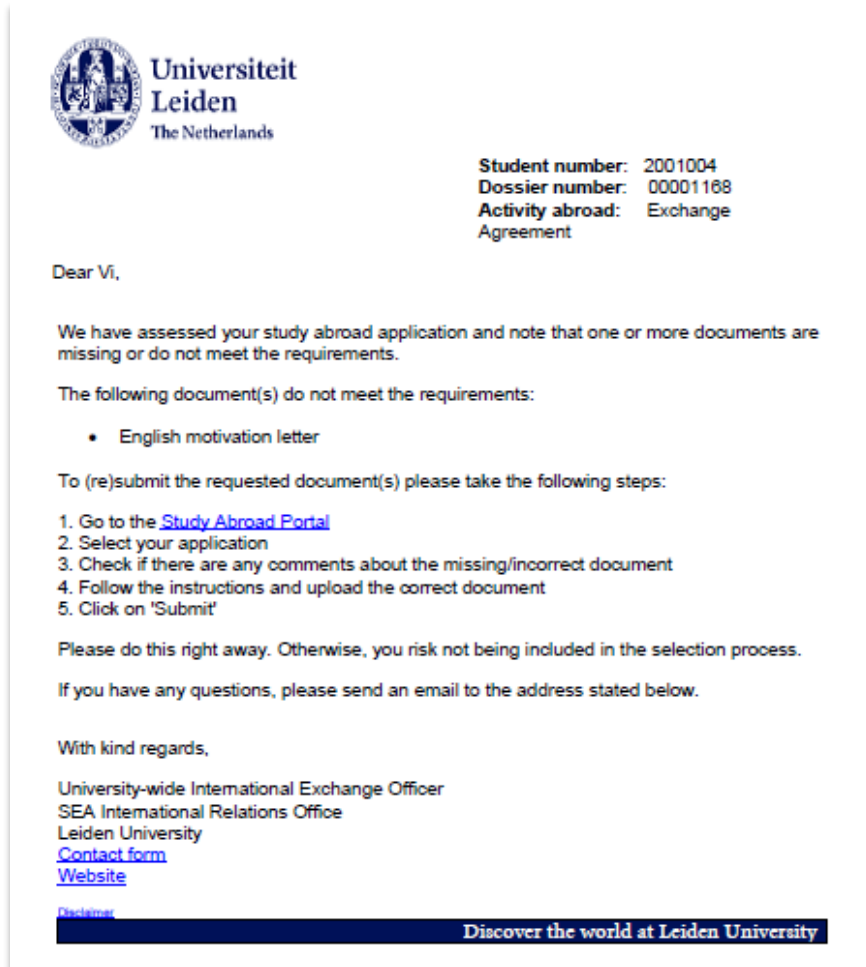 Universiteit
Leiden
The Netherlands
Student number: 2001004
Dossier number: 00001168
Activity abroad: Exchange
Agreement
Dear Vi,
We have assessed your study abroad application and note that one or more documents are
missing or do not meet the requirements.
The following document(s) do not meet the requirements:
• English motivation letter
To (re)submit the requested document(s) please take the following steps:
1. Go to the Study Abroad Portal
2. Select your application
3. Check if there are any comments about the missing/incorrect document
4. Follow the instructions and upload the correct document
5. Click on 'Submit'
Please do this right away. Otherwise, you risk not being included in the selection process.
If you have any questions, please send an email to the address stated below.
With kind regards,
University-wide International Exchange Officer
SEA International Relations Office
Leiden University
Contact form
Website
Disclaimer
Discover the world at Leiden University